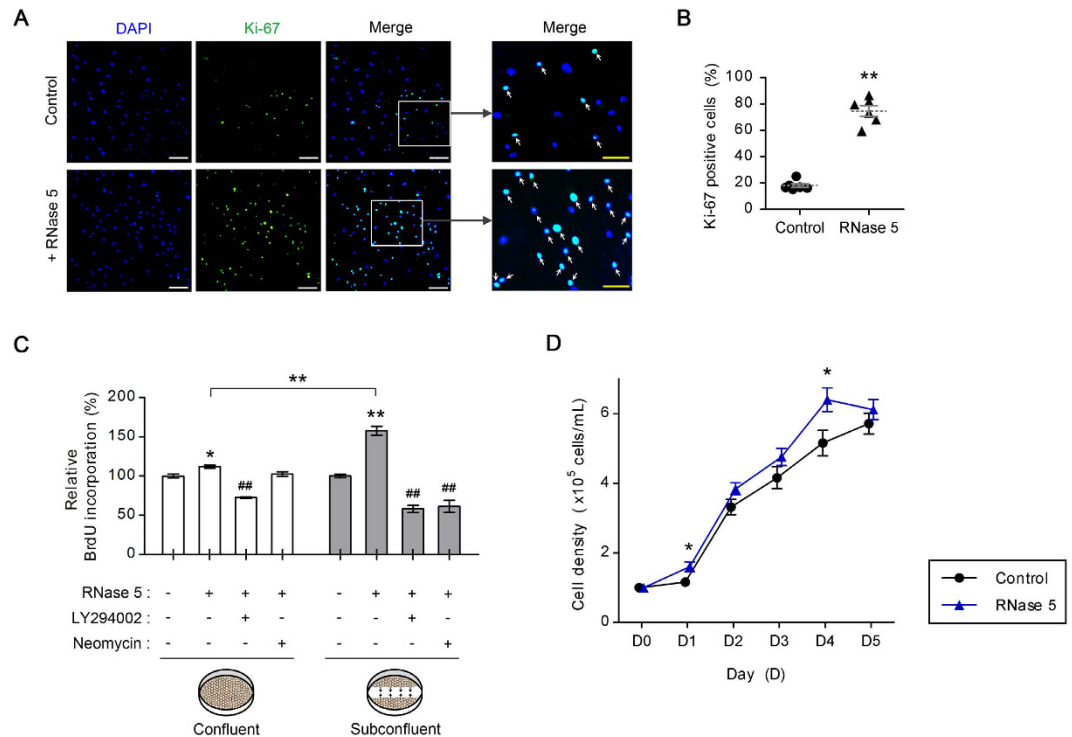 A
DAPI
Ki-67
Merge
Merge
Control
+ RNase 5
B
Ki-67 positive cells (%)
100
80
60
40
20
0
**
Control
RNase 5
C
Relative
BrdU incorporation (%)
200
150
100
50
0
**
*
##
**
##
##
RNase 5 : - + + + - + + +
LY294002 : - - + - - - + -
Neomycin : - - - + - - - +
Confluent
Subconfluent
D
Cell density ( x10⁵ cells/mL)
6
4
2
0
*
*
D0 D1 D2 D3 D4 D5
Day (D)
Control
RNase 5